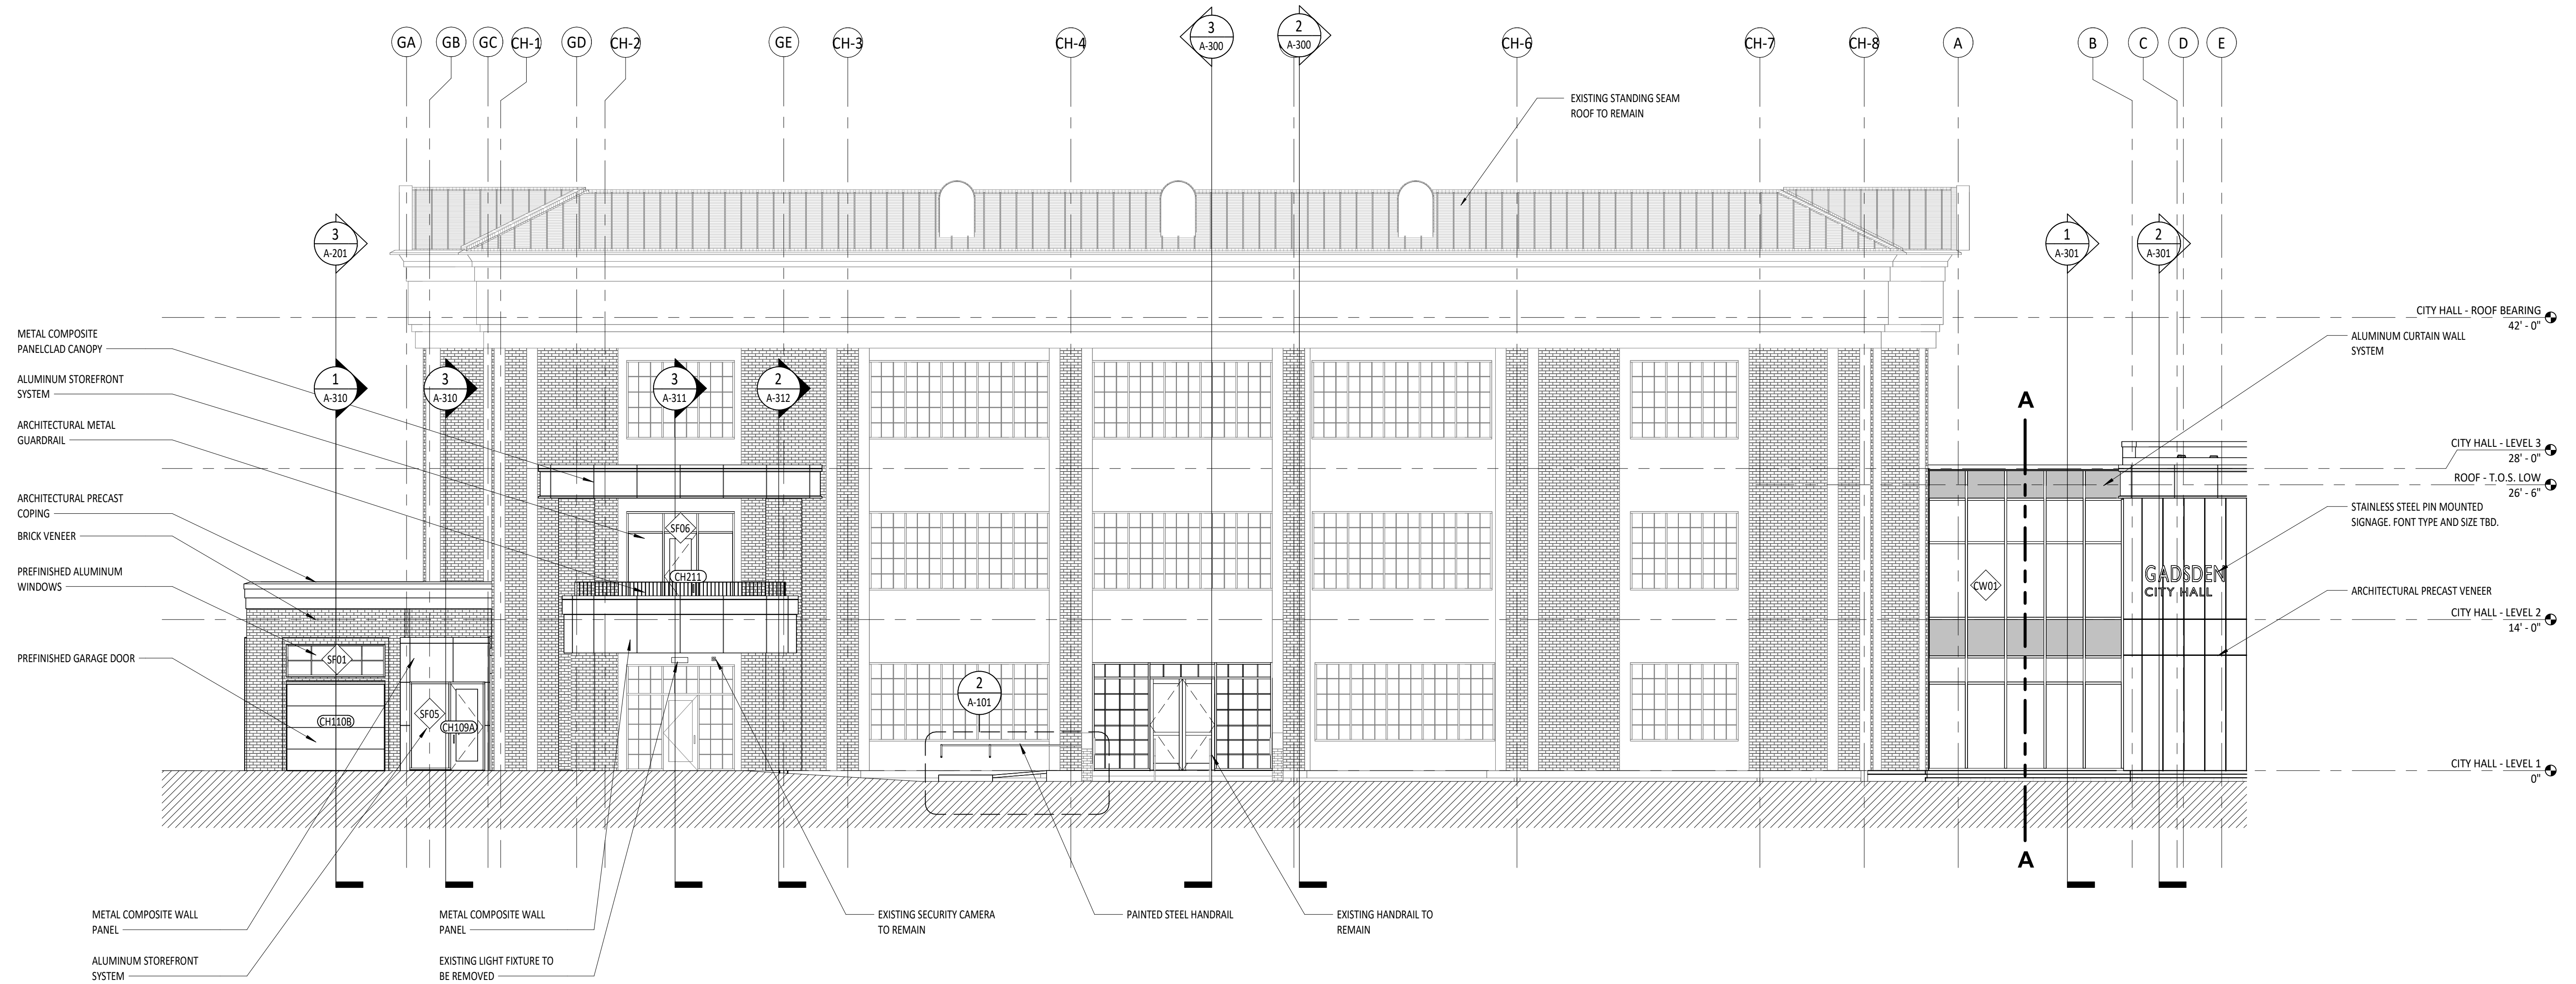 GA
GB
GC
CH-1
GD
CH-2
GE
CH-3
CH-4
3
A-300
2
A-300
CH-6
CH-7
CH-8
A
B
C
D
E
EXISTING STANDING SEAM
ROOF TO REMAIN
3
A-201
1
A-301
2
A-301
METAL COMPOSITE
PANELCLAD CANOPY
ALUMINUM STOREFRONT
SYSTEM
ARCHITECTURAL METAL
GUARDRAIL
ARCHITECTURAL PRECAST
COPING
BRICK VENEER
PREFINISHED ALUMINUM
WINDOWS
PREFINISHED GARAGE DOOR
1
A-310
3
A-310
3
A-311
2
A-312
SF06
CH211
SF01
CH110B
SF05
CH109A
2
A-101
A
CW01
GADSDEN
CITY HALL
A
CITY HALL - ROOF BEARING
42' - 0"
ALUMINUM CURTAIN WALL
SYSTEM
CITY HALL - LEVEL 3
28' - 0"
ROOF - T.O.S. LOW
26' - 6"
STAINLESS STEEL PIN MOUNTED
SIGNAGE. FONT TYPE AND SIZE TBD.
ARCHITECTURAL PRECAST VENEER
CITY HALL - LEVEL 2
14' - 0"
CITY HALL - LEVEL 1
0"
METAL COMPOSITE WALL
PANEL
ALUMINUM STOREFRONT
SYSTEM
METAL COMPOSITE WALL
PANEL
EXISTING LIGHT FIXTURE TO
BE REMOVED
EXISTING SECURITY CAMERA
TO REMAIN
PAINTED STEEL HANDRAIL
EXISTING HANDRAIL TO
REMAIN